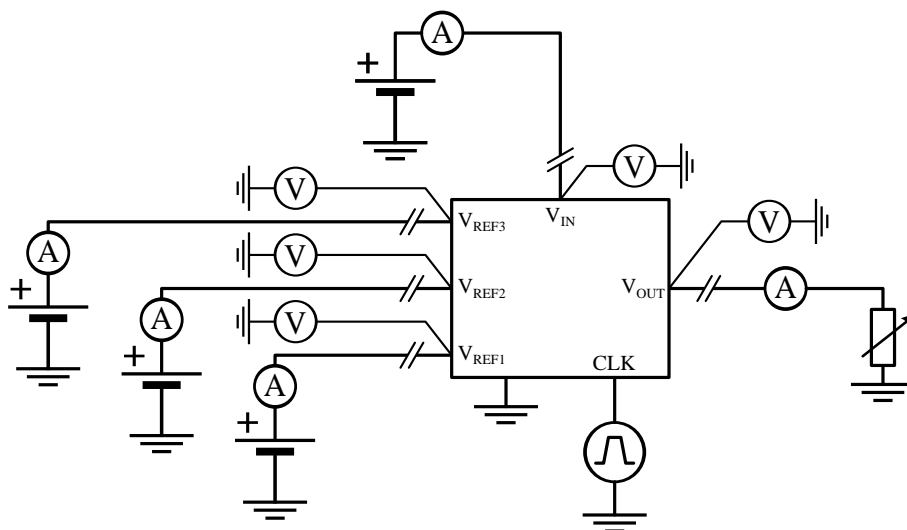 A
+
V
V
V_REF3
V_IN
V
A
+
V
V_REF2
V_OUT
A
A
+
V
V_REF1
CLK
A
+